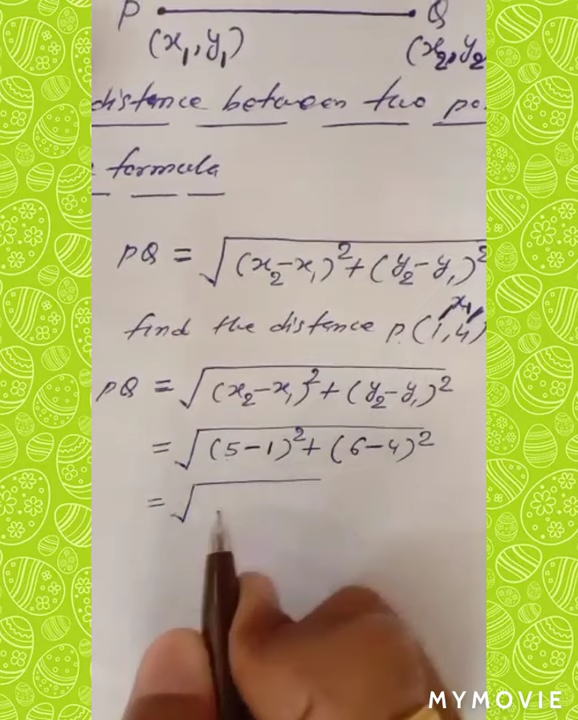 P Q
(x₁, y₁) (x₂, y₂
distance between two po
formula
PQ = √(x₂-x₁)²+(y₂-y₁)²
x₁
find the distance P(1,4)
PQ = √(x₂-x₁)²+(y₂-y₁)²
= √(5-1)²+(6-4)²
= √
MYMOVIE